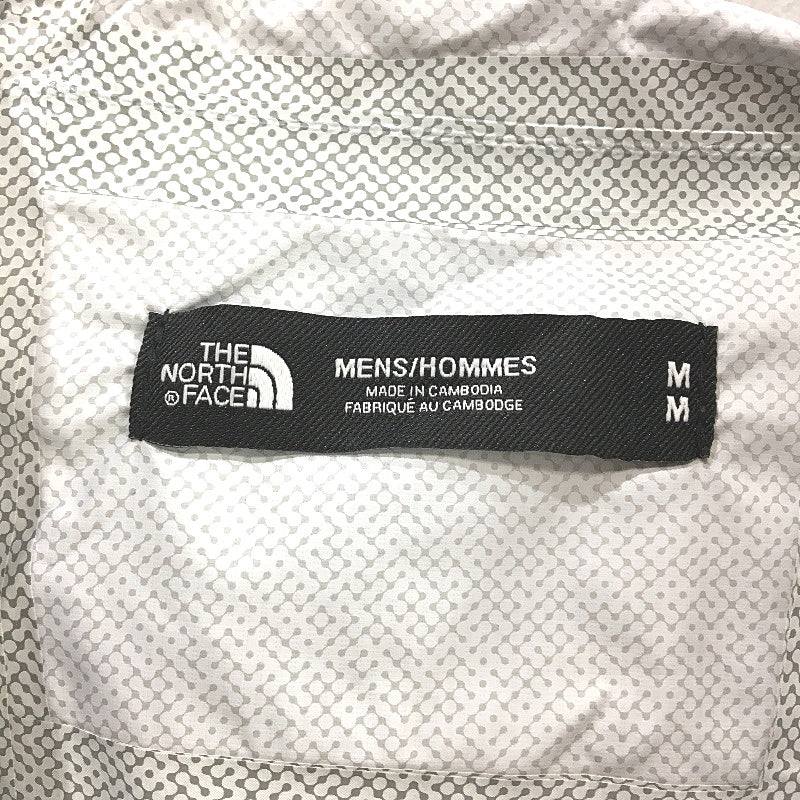 THE
NORTH
® FACE
MENS/HOMMES
MADE IN CAMBODIA
FABRIQUÉ AU CAMBODGE
M
M